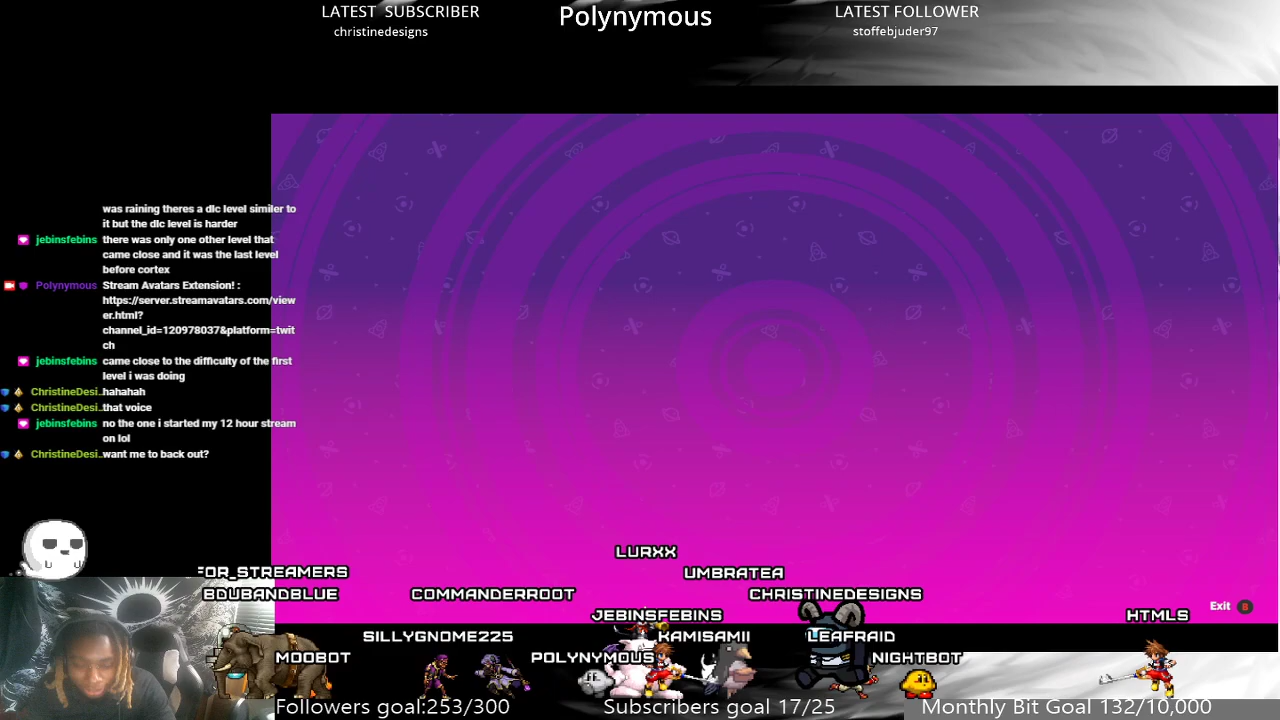 LATEST SUBSCRIBER
christinedesigns
Polynymous
LATEST FOLLOWER
stoffebjuder97
was raining theres a dlc level similer to
it but the dlc level is harder
jebinsfebins there was only one other level that
came close and it was the last level
before cortex
Polynymous Stream Avatars Extension! :
https://server.streamavatars.com/view
er.html?
channel_id=120978037&platform=twit
ch
jebinsfebins came close to the difficulty of the first
level i was doing
ChristineDesi... hahahah
ChristineDesi... that voice
jebinsfebins no the one i started my 12 hour stream
on lol
ChristineDesi... want me to back out?
LURXX
OR_STREAMERS
UMBRATEA
BDUBANDBLUE
COMMANDERROOT
CHRISTINEDESIGNS
Exit B
JEBINSFEBINS
HTMLS
SILLYGNOME225
KAMISAMII
LEAFRAID
MOOBOT
POLYNYMOUS
NIGHTBOT
Followers goal:253/300
Subscribers goal 17/25
Monthly Bit Goal 132/10,000